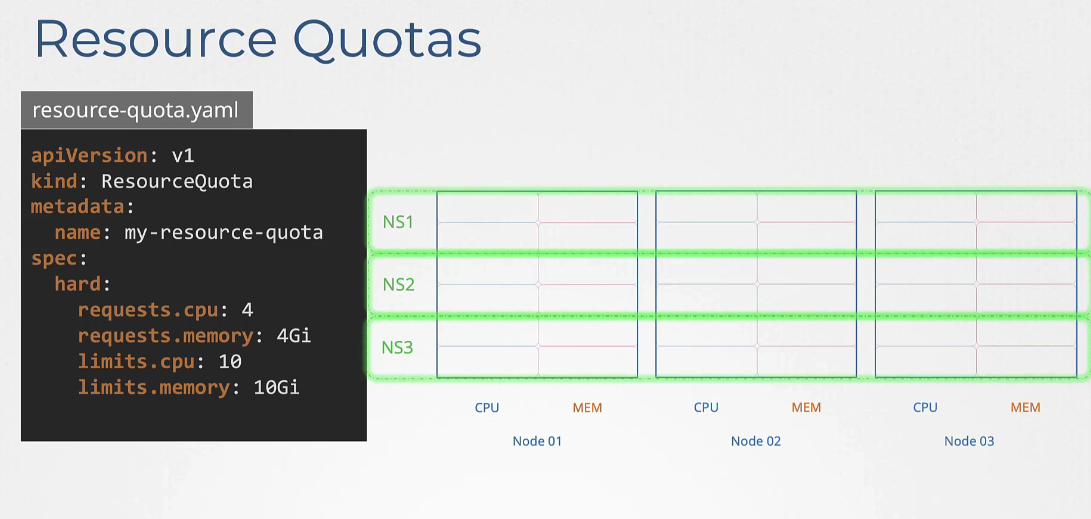 Resource Quotas
resource-quota.yaml
apiVersion: v1
kind: ResourceQuota
metadata:
  name: my-resource-quota
spec:
  hard:
    requests.cpu: 4
    requests.memory: 4Gi
    limits.cpu: 10
    limits.memory: 10Gi
NS1
NS2
NS3
CPU MEM CPU MEM CPU MEM
Node 01 Node 02 Node 03